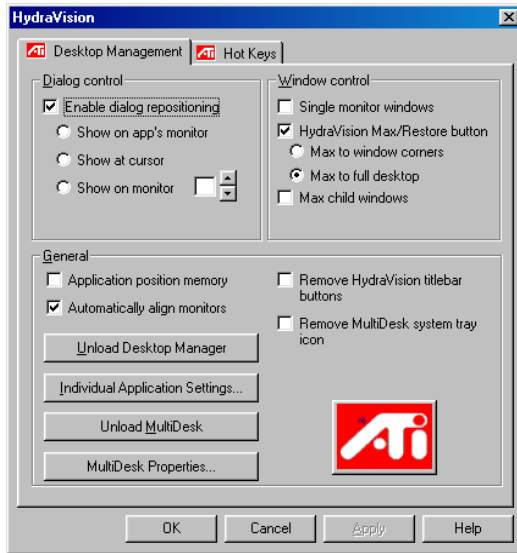 HydraVision
ATi Desktop Management
ATi Hot Keys
Dialog control
Enable dialog repositioning
Show on app's monitor
Show at cursor
Show on monitor
Window control
Single monitor windows
HydraVision Max/Restore button
Max to window corners
Max to full desktop
Max child windows
General
Application position memory
Automatically align monitors
Unload Desktop Manager
Individual Application Settings...
Unload MultiDesk
MultiDesk Properties...
Remove HydraVision titlebar
buttons
Remove MultiDesk system tray
icon
ATi
OK
Cancel
Apply
Help